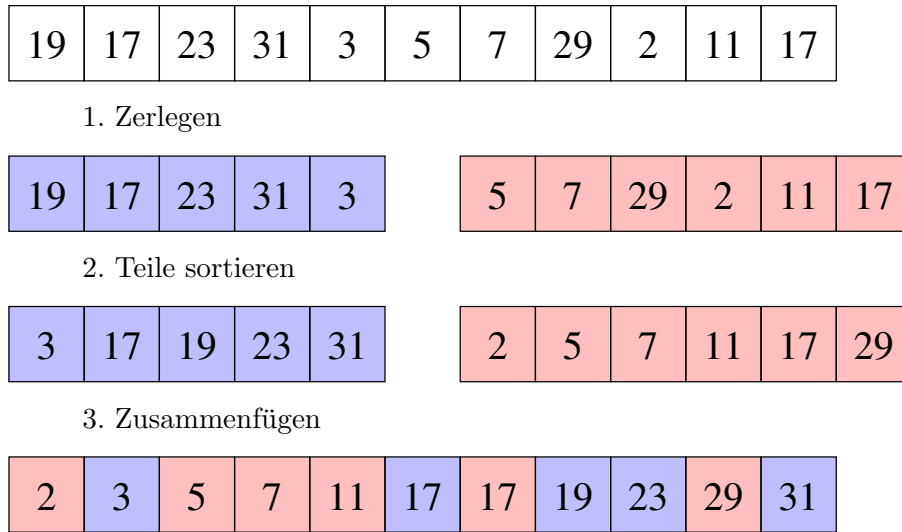 19 17 23 31 3 5 7 29 2 11 17
1. Zerlegen
19 17 23 31 3 5 7 29 2 11 17
2. Teile sortieren
3 17 19 23 31 2 5 7 11 17 29
3. Zusammenfügen
2 3 5 7 11 17 17 19 23 29 31